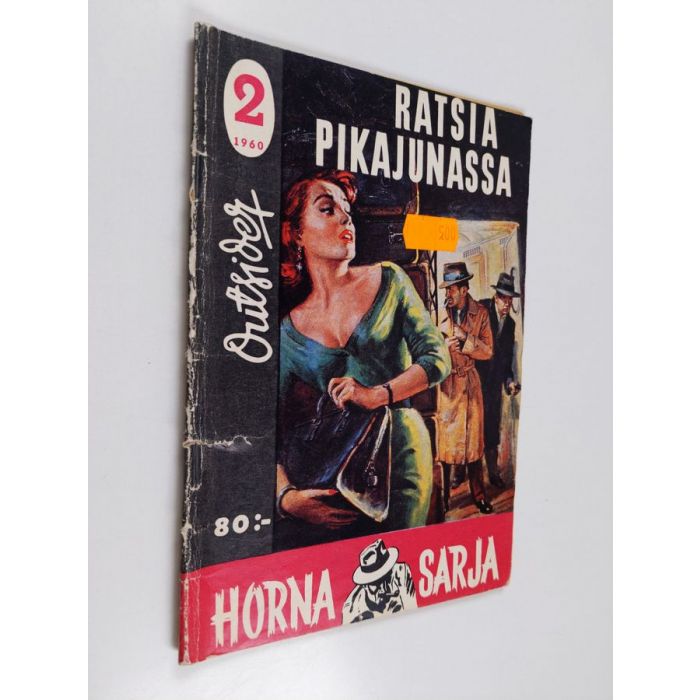 2
1960
RATSIA
PIKAJUNASSA
Outsider
80:-
HORNA SARJA